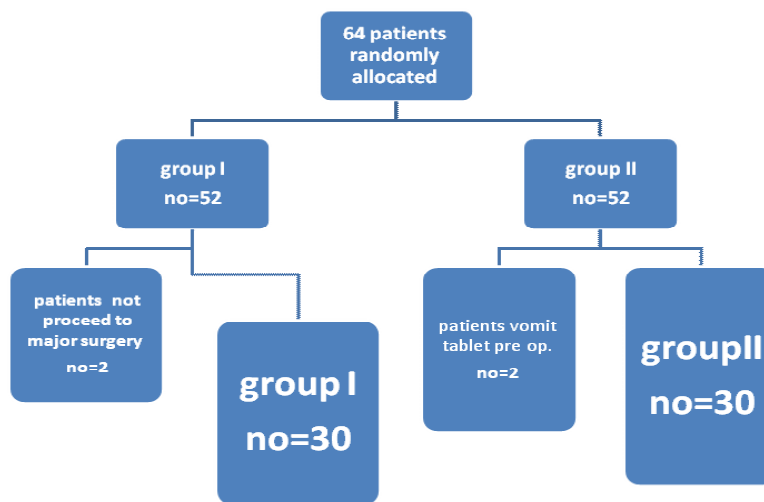 64 patients
randomly
allocated
group I
no=52
group II
no=52
patients not
proceed to
major surgery
no=2
group I
no=30
patients vomit
tablet pre op.
no=2
groupII
no=30